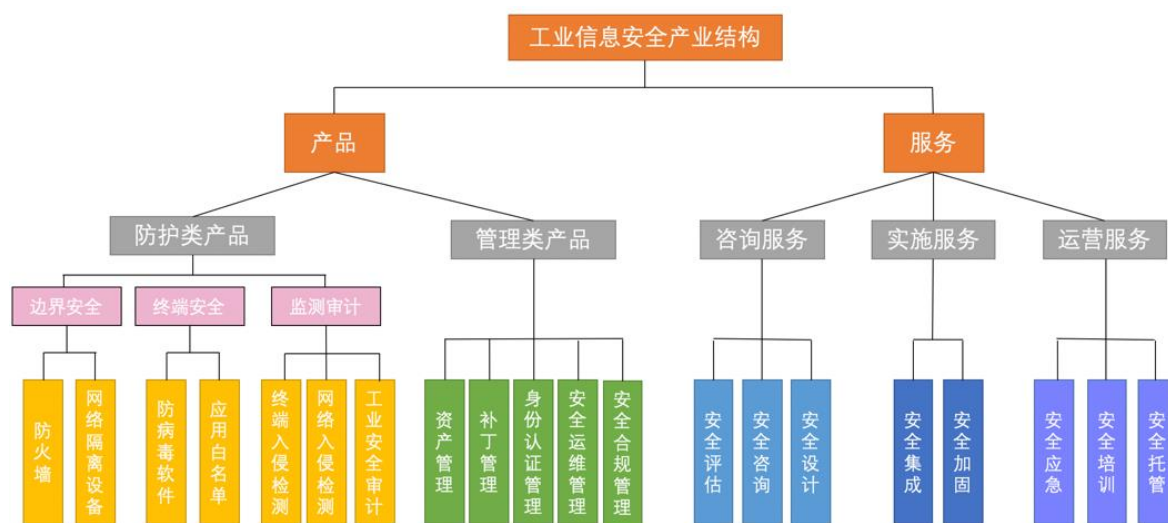 工业信息安全产业结构
产品
服务
防护类产品
管理类产品
咨询服务
实施服务
运营服务
边界安全
终端安全
监测审计
防火墙
网络隔离设备
防病毒软件
应用白名单
终端入侵检测
网络入侵检测
工业安全审计
资产管理
补丁管理
身份认证管理
安全运维管理
安全合规管理
安全评估
安全咨询
安全设计
安全集成
安全加固
安全应急
安全培训
安全托管